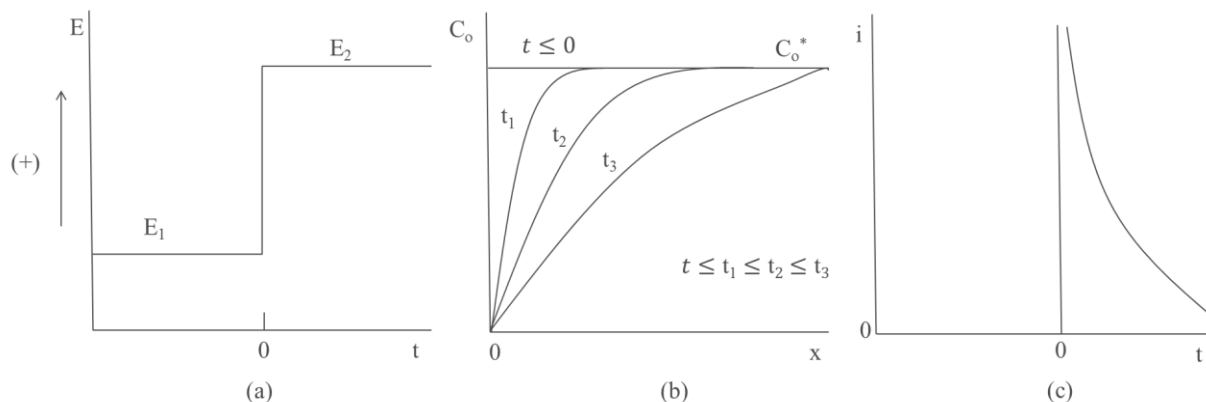 E
E₂
(+)
E₁
0
t
(a)
Cₒ
t ≤ 0
Cₒ*
t₁
t₂
t₃
t ≤ t₁ ≤ t₂ ≤ t₃
0
x
(b)
i
0
0
t
(c)